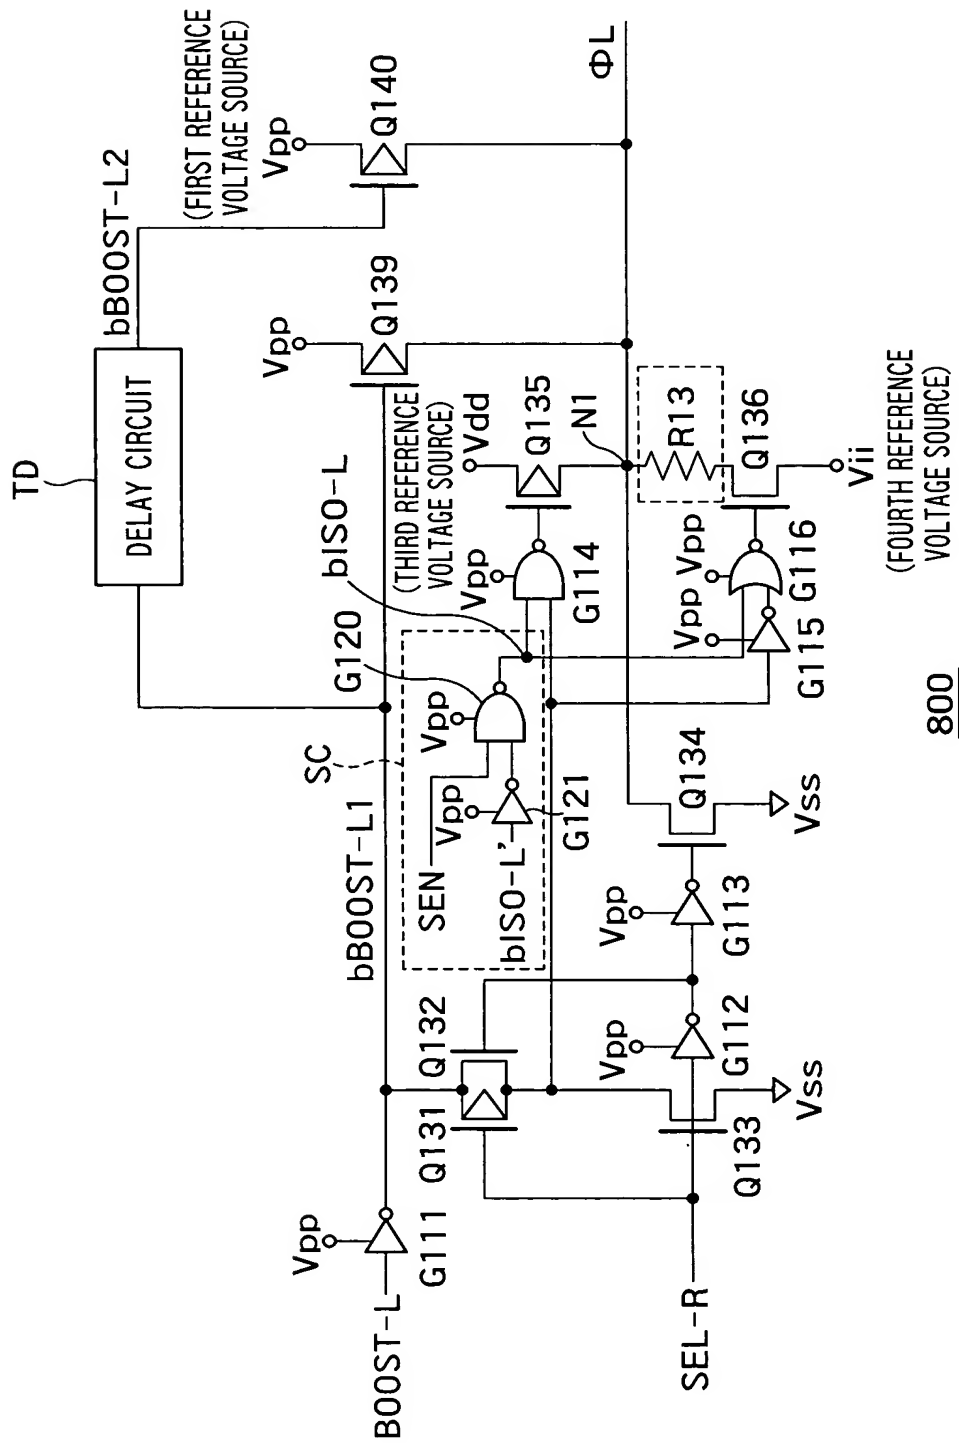 TD
DELAY CIRCUIT
bBOOST-L2
(FIRST REFERENCE
VOLTAGE SOURCE)
Vpp
Q140
Vpp
Q139
ΦL
bBOOST-L1
SC
G120
bISO-L
(THIRD REFERENCE
VOLTAGE SOURCE)
Vdd
Q135
N1
R13
Q136
Vii
(FOURTH REFERENCE
VOLTAGE SOURCE)
Vpp
G114
Vpp
Vpp
G116
Vpp
G115
SEN
Vpp
bISO-L'
G121
Vpp
BOOST-L
G111
Q131
Q132
Vpp
G112
Vpp
G113
Q134
Vss
Q133
Vss
SEL-R
800